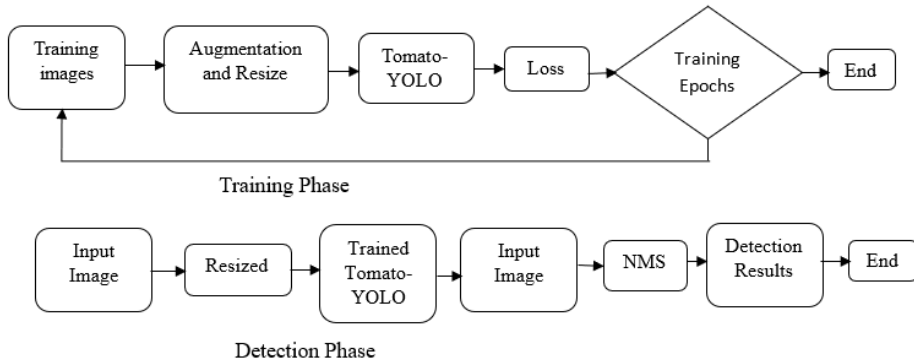 Training
images
Augmentation
and Resize
Tomato-
YOLO
Loss
Training
Epochs
End
Training Phase
Input
Image
Resized
Trained
Tomato-
YOLO
Input
Image
NMS
Detection
Results
End
Detection Phase